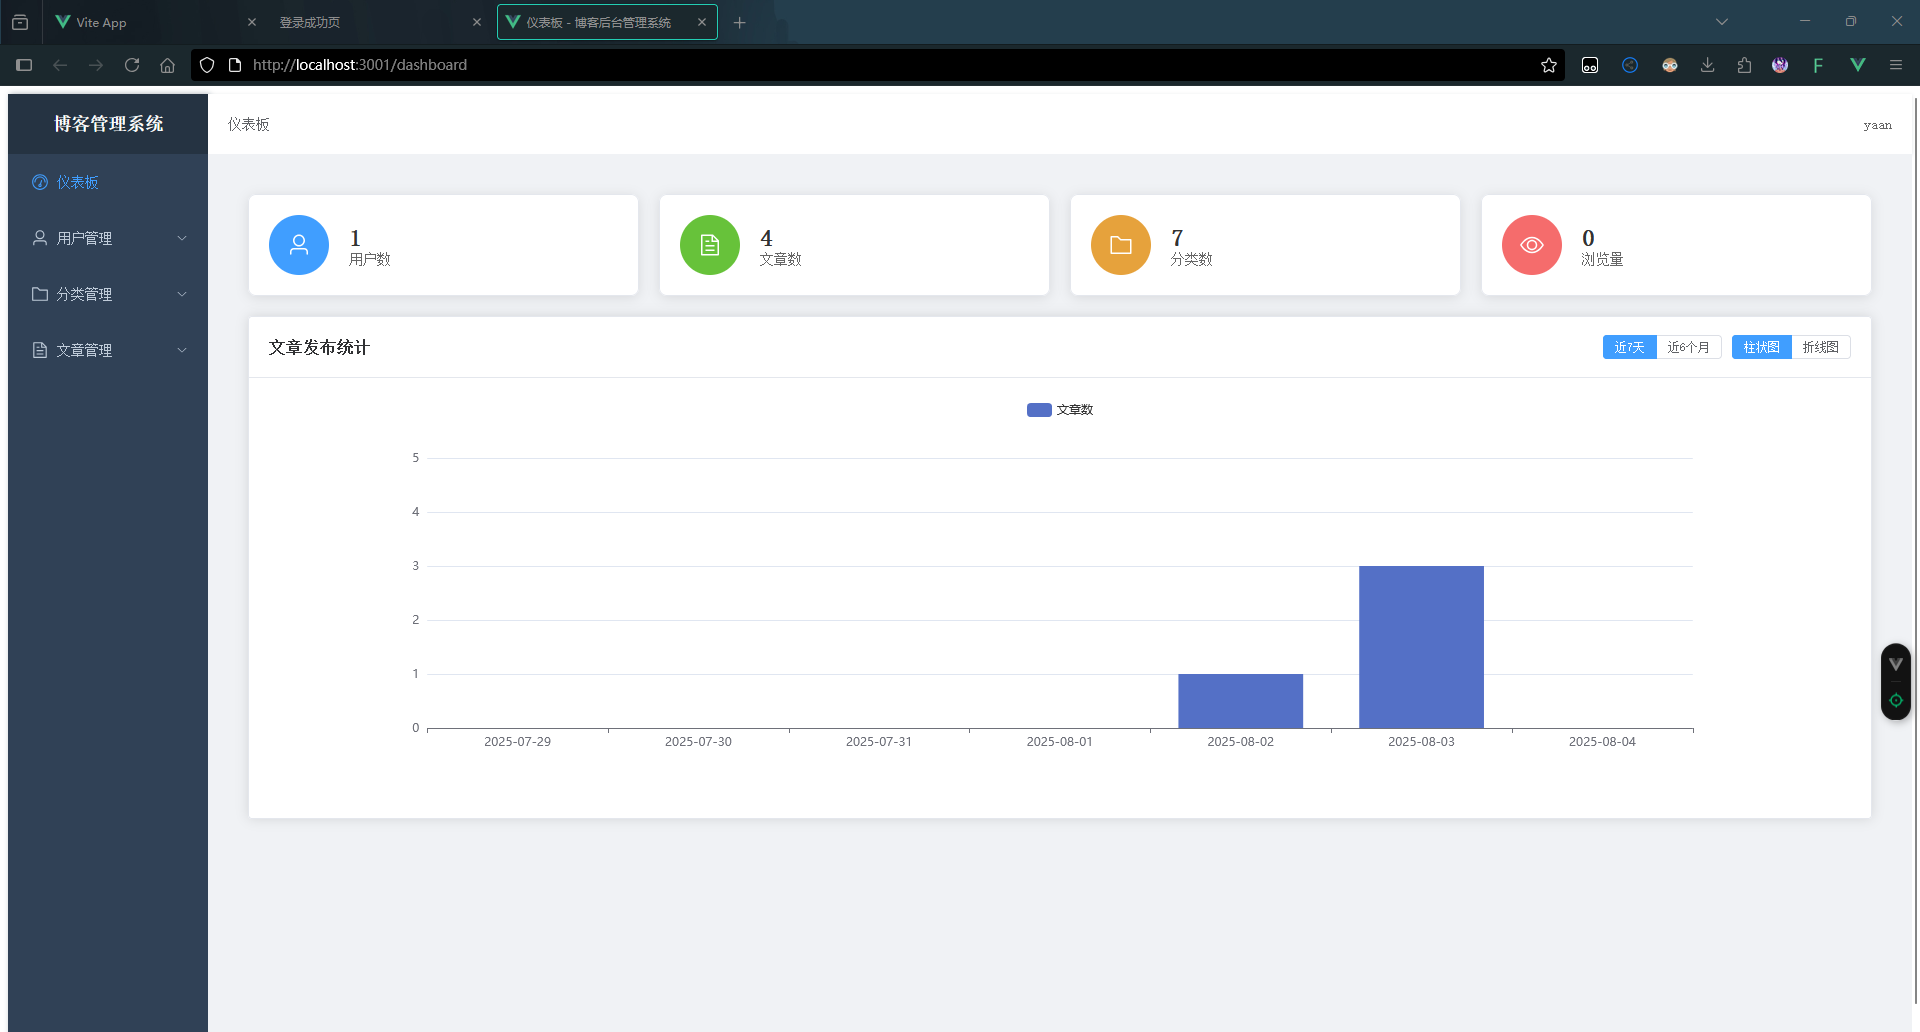 Vite App
登录成功页
仪表板 - 博客后台管理系统
http://localhost:3001/dashboard
F
博客管理系统
仪表板
yaan
仪表板
用户管理
分类管理
文章管理
1
用户数
4
文章数
7
分类数
0
浏览量
文章发布统计
近7天 近6个月 柱状图 折线图
文章数
5
4
3
2
1
0
2025-07-29 2025-07-30 2025-07-31 2025-08-01 2025-08-02 2025-08-03 2025-08-04